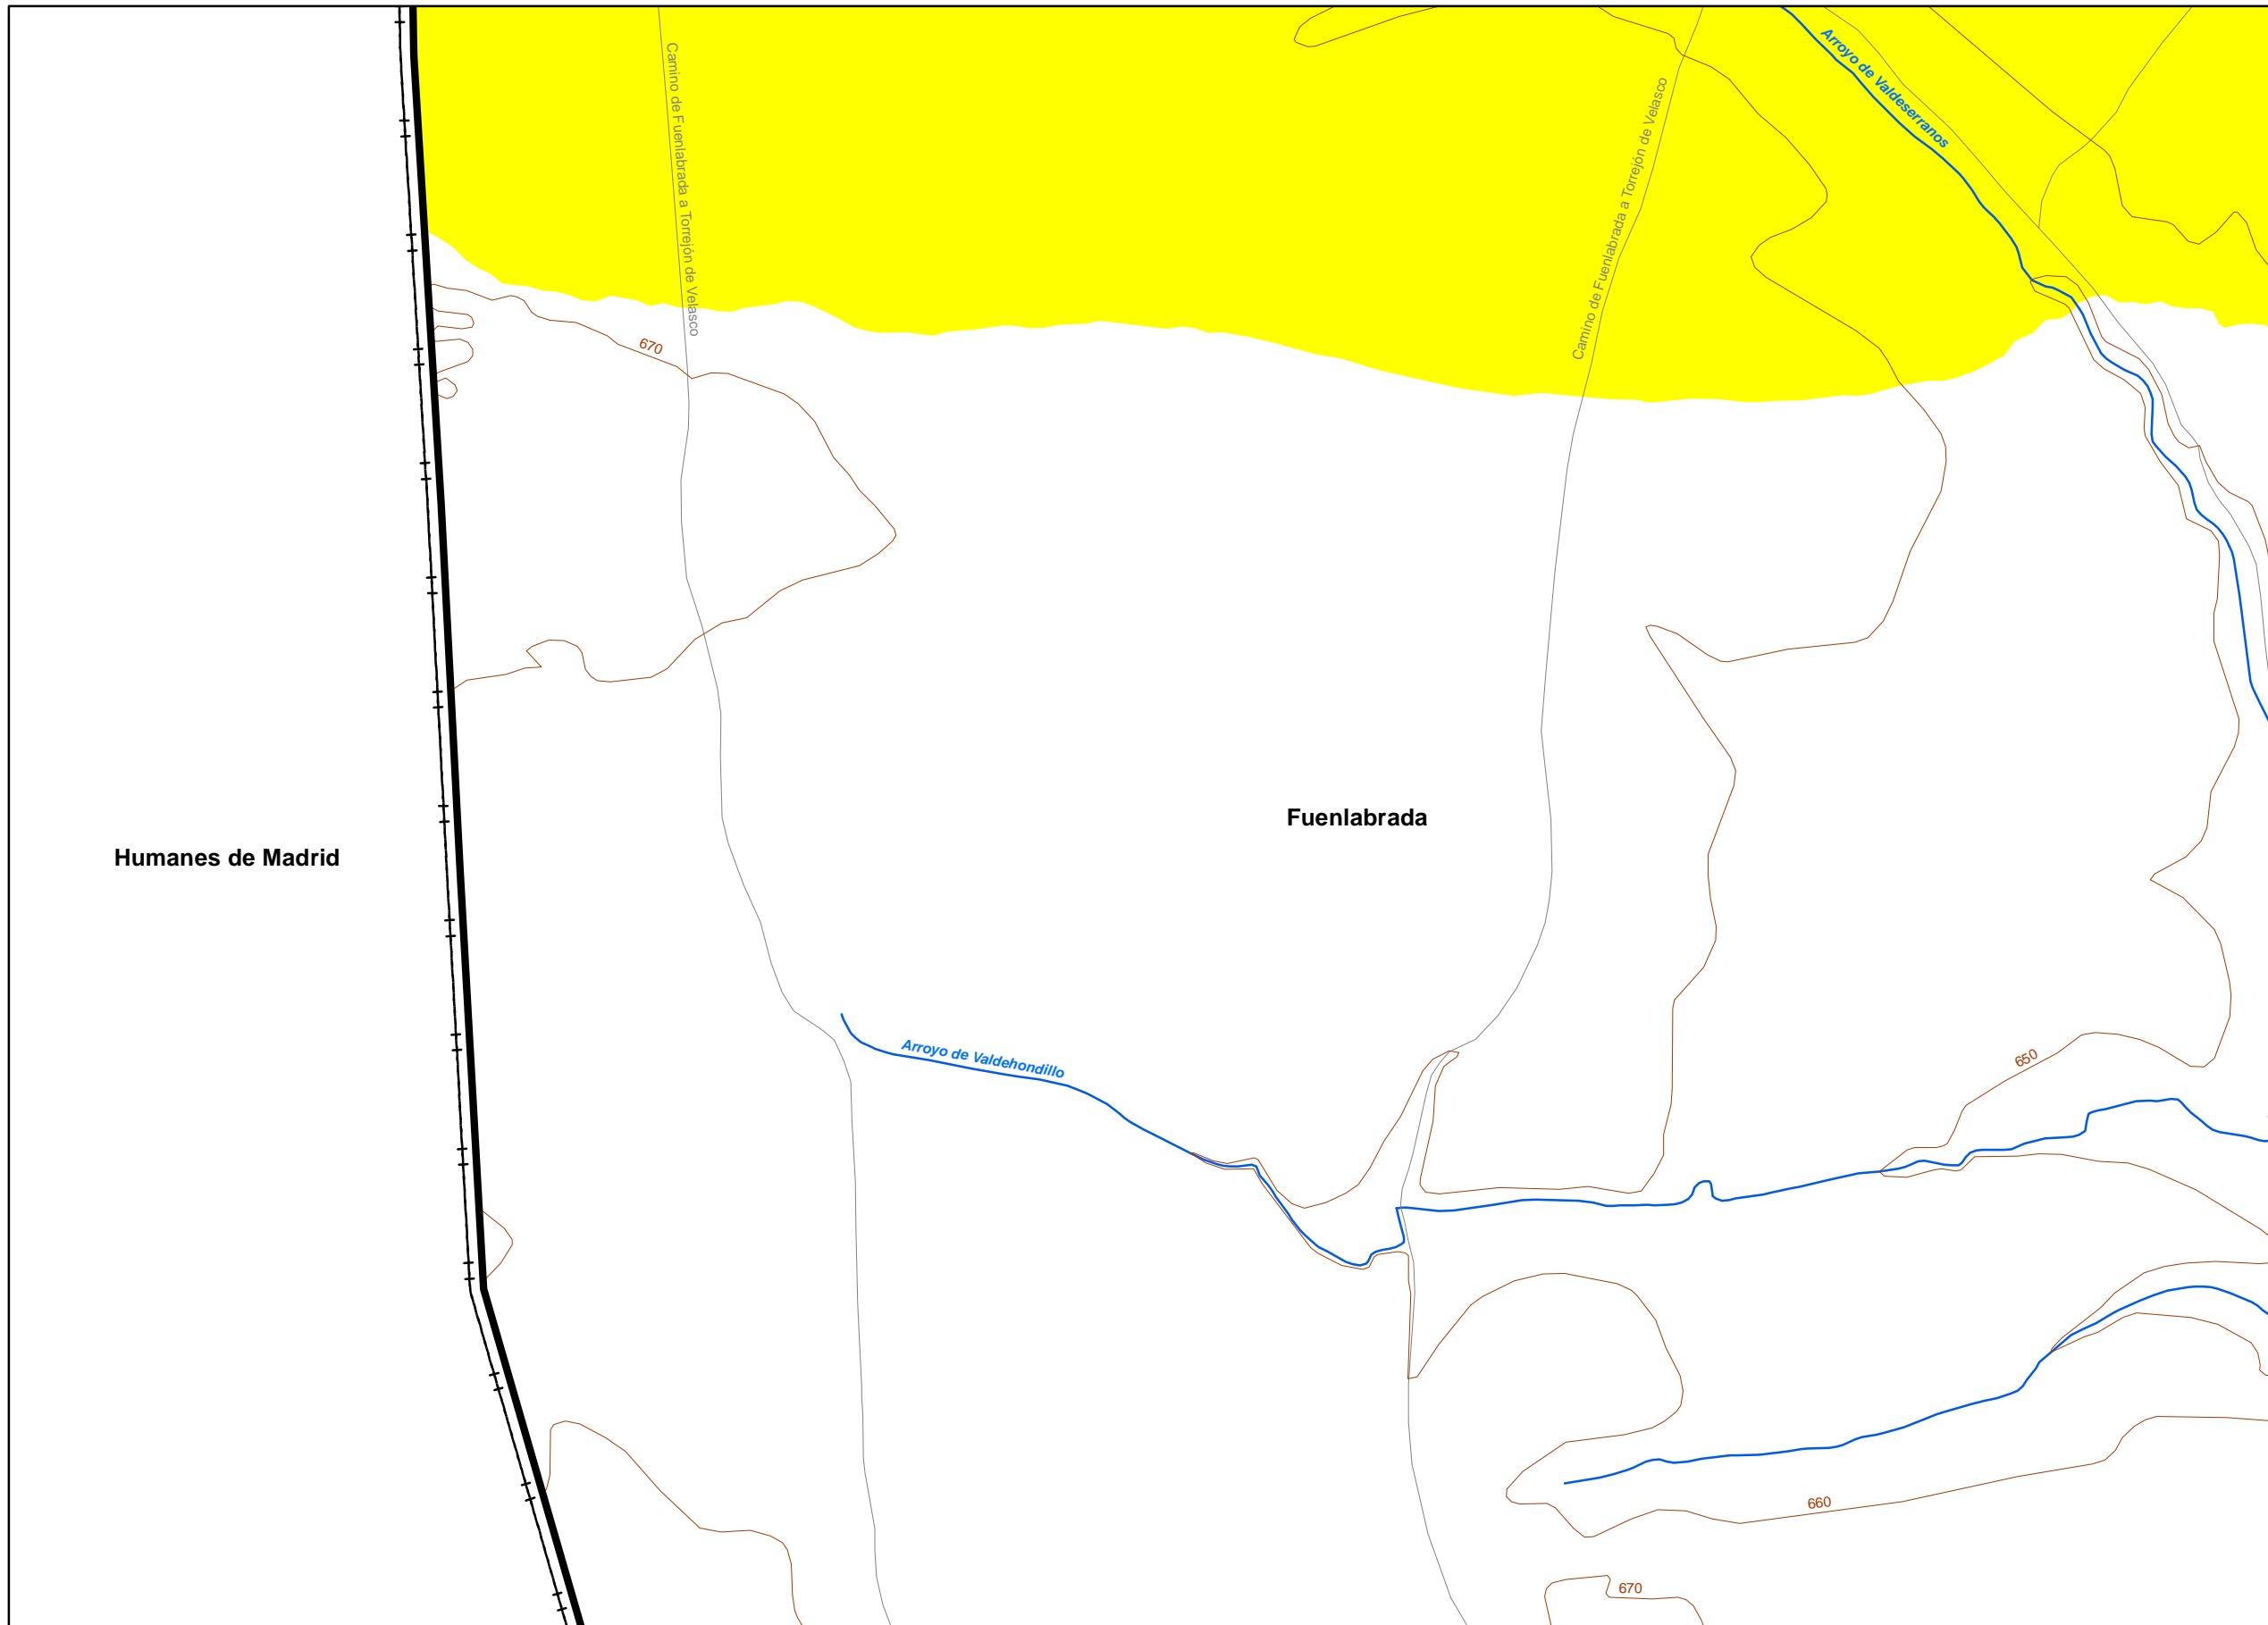 Arroyo de Valdeserranos
Camino de Fuenlabrada a Torrejón de Velasco
Camino de Fuenlabrada a Torrejón de Velasco
670
Fuenlabrada
Humanes de Madrid
Arroyo de Valdehondillo
650
660
670